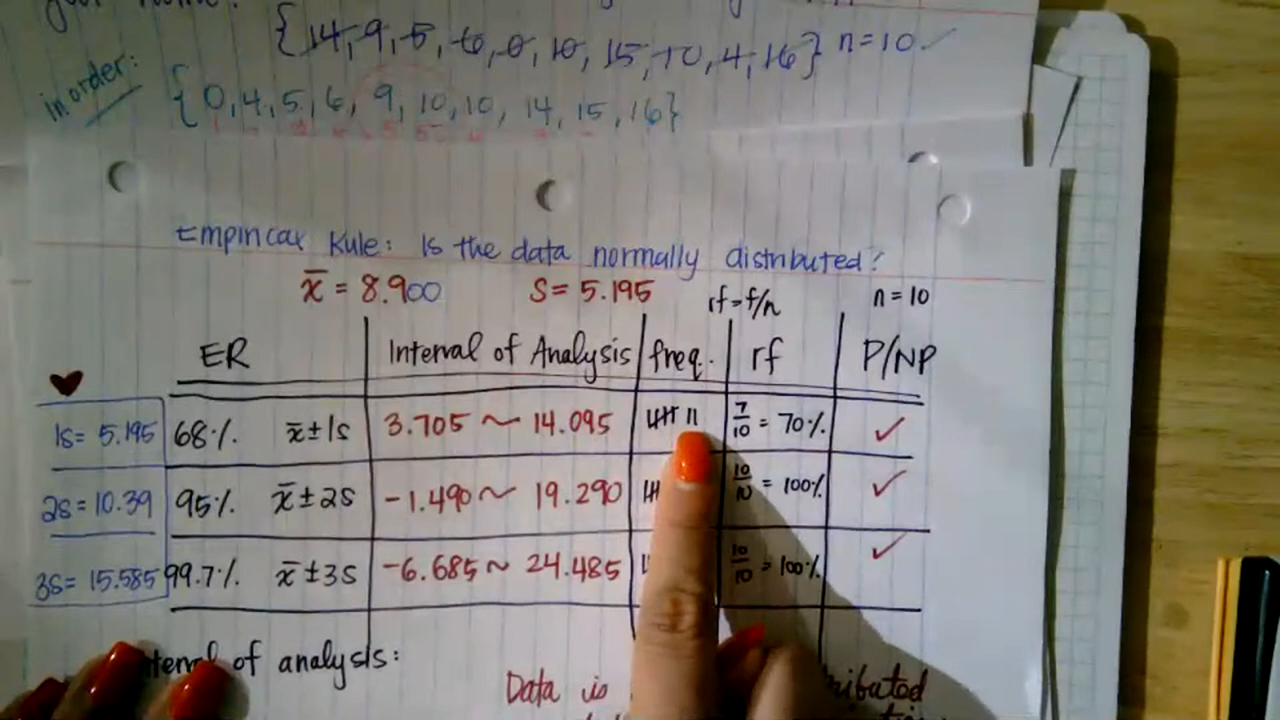 {14, 9, 5, 6, 0, 10, 15, 10, 4, 16} n=10 ✓
in order:
{0, 4, 5, 6, 9, 10, 10, 14, 15, 16}
Empirical Rule: Is the data normally distributed?
x̄ = 8.900 S = 5.195 rf = f/n n = 10
ER Interval of Analysis freq. rf P/NP
1s = 5.195 68% x̄ ± 1s 3.705 ~ 14.095 𝍸 || 7/10 = 70% ✓
2s = 10.39 95% x̄ ± 2s -1.490 ~ 19.290 10/10 = 100% ✓
3s = 15.585 99.7% x̄ ± 3s -6.685 ~ 24.485 10/10 = 100% ✓
of analysis:
Data is